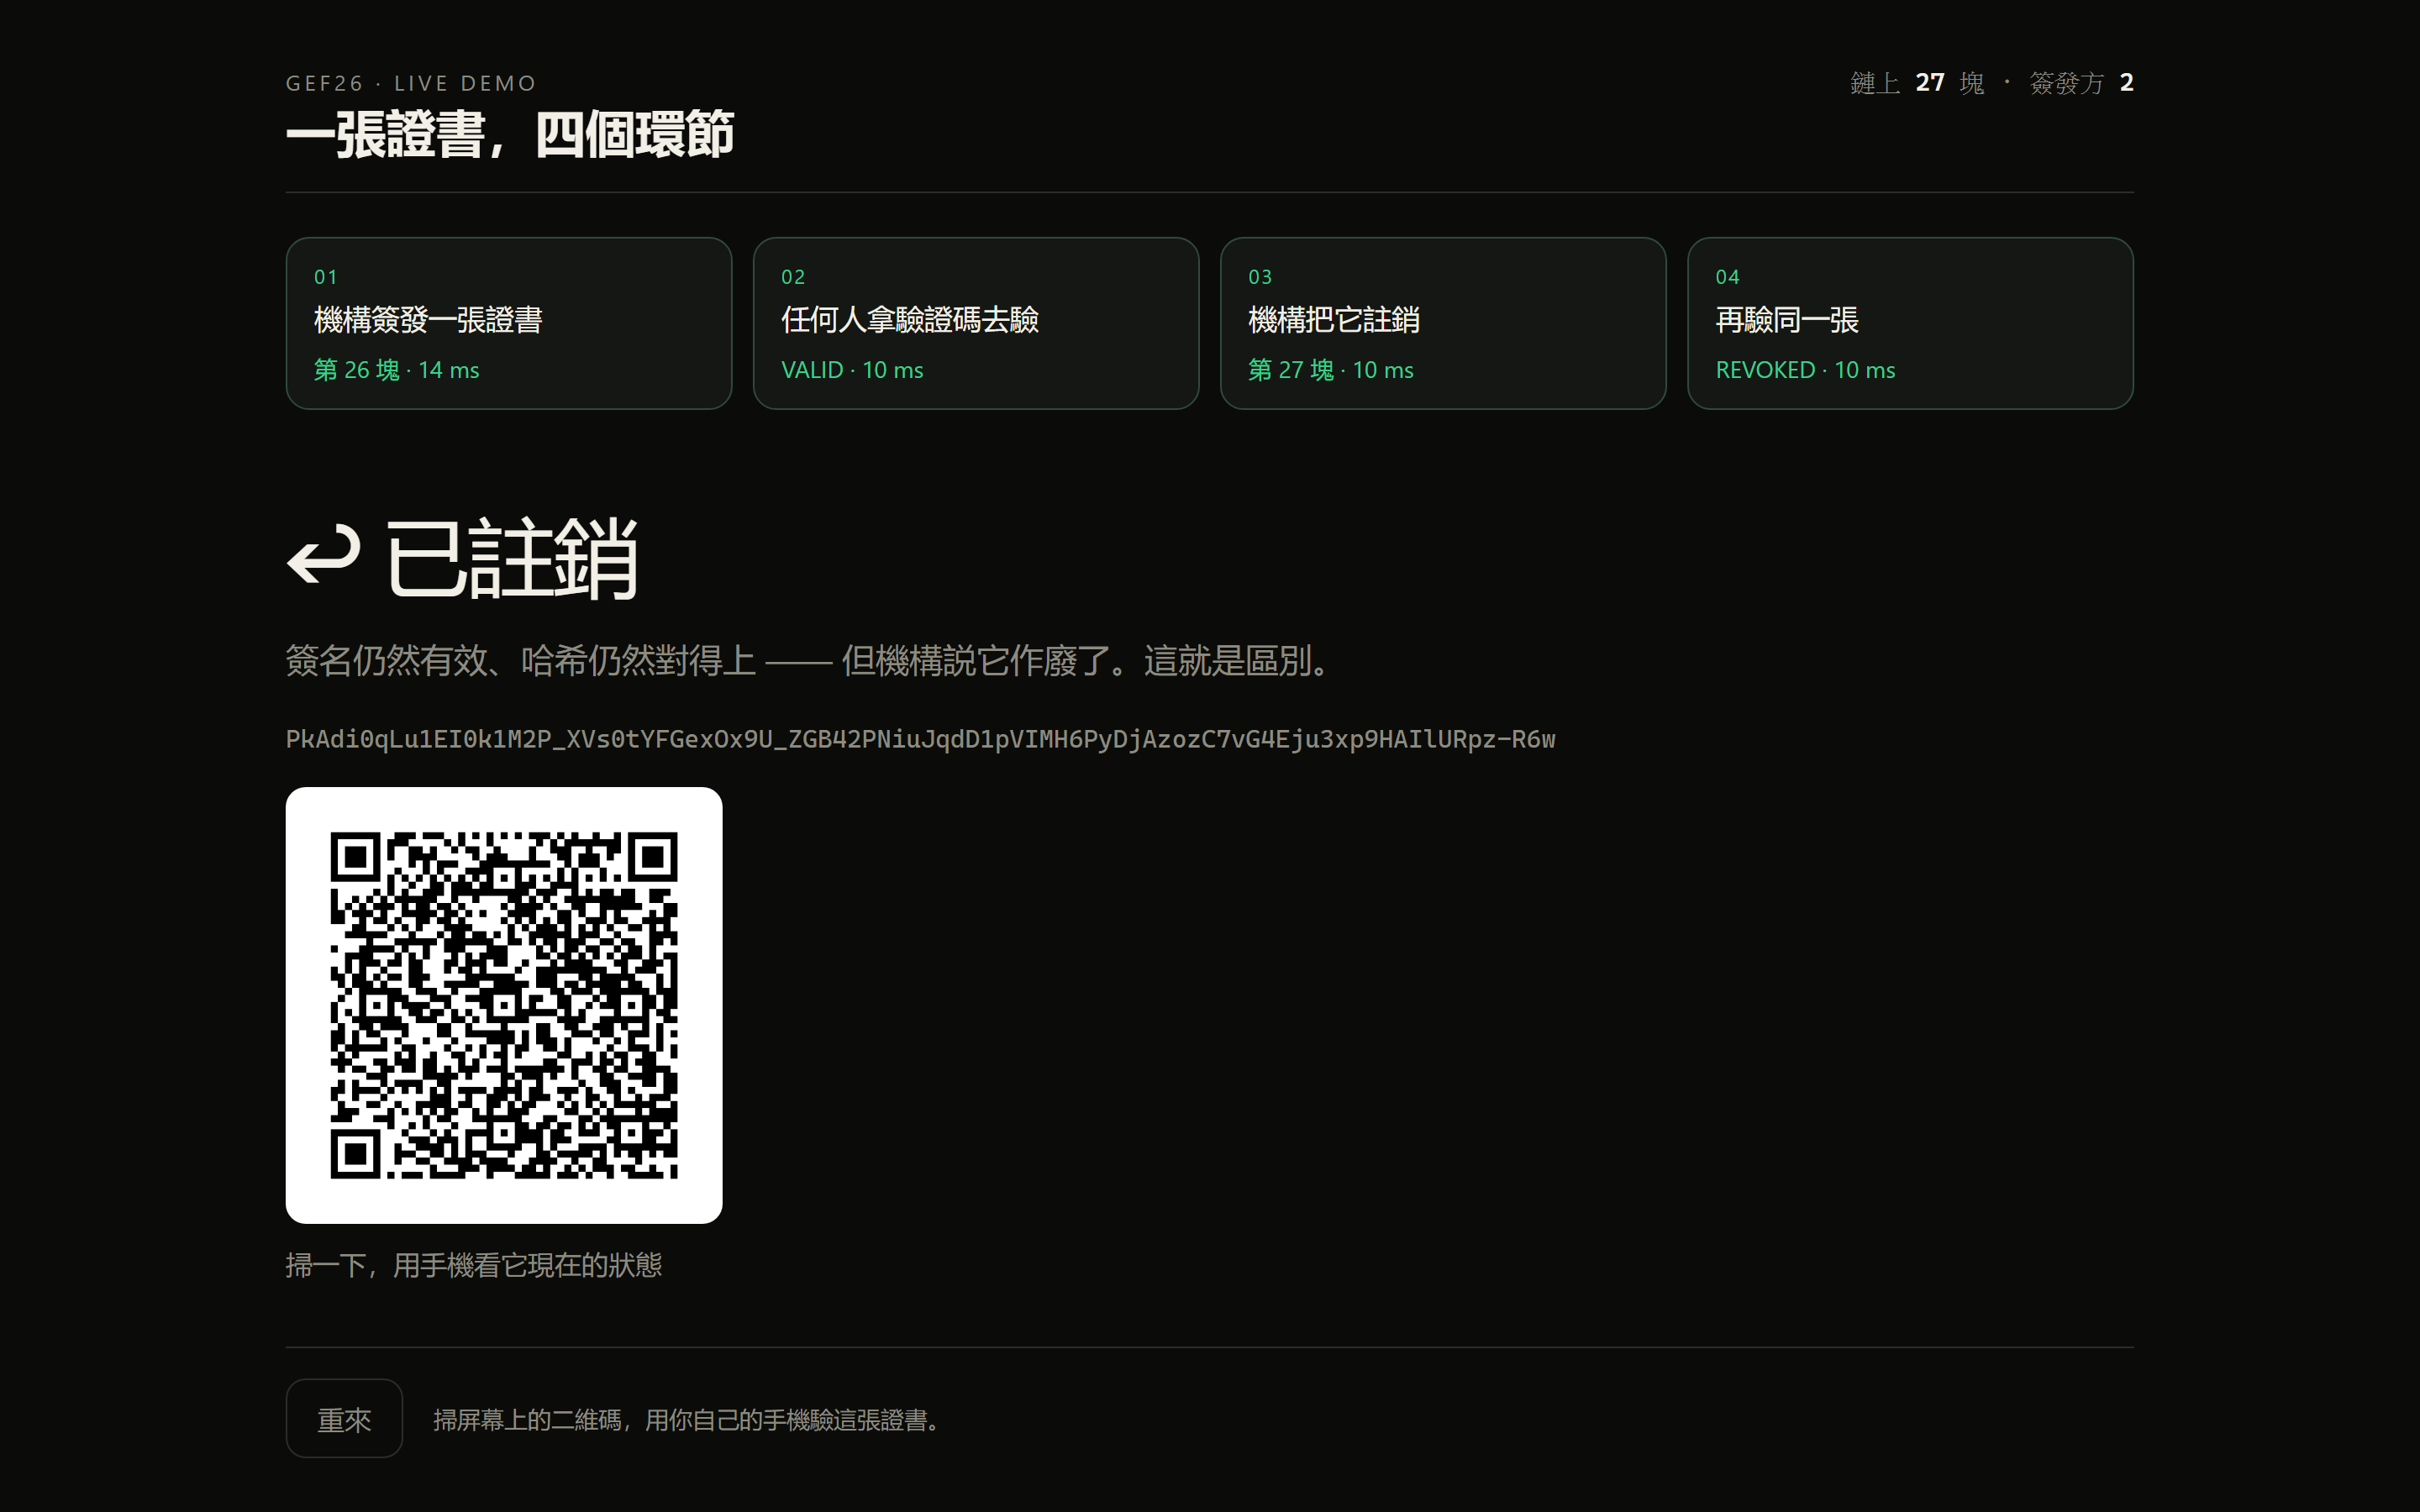 GEF26 · LIVE DEMO
鏈上 27 塊 · 簽發方 2
一張證書，四個環節
01
機構簽發一張證書
第 26 塊 · 14 ms
02
任何人拿驗證碼去驗
VALID · 10 ms
03
機構把它註銷
第 27 塊 · 10 ms
04
再驗同一張
REVOKED · 10 ms
↩ 已註銷
簽名仍然有效、哈希仍然對得上 —— 但機構説它作廢了。這就是區別。
PkAdi0qLu1EI0k1M2P_XVs0tYFGexOx9U_ZGB42PNiuJqdD1pVIMH6PyDjAzozC7vG4Eju3xp9HAIlURpz-R6w
掃一下，用手機看它現在的狀態
重來
掃屏幕上的二維碼，用你自己的手機驗這張證書。